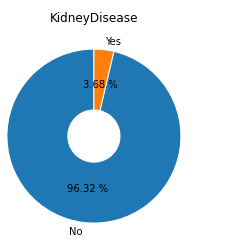 KidneyDisease
Yes
3.68 %
96.32 %
No